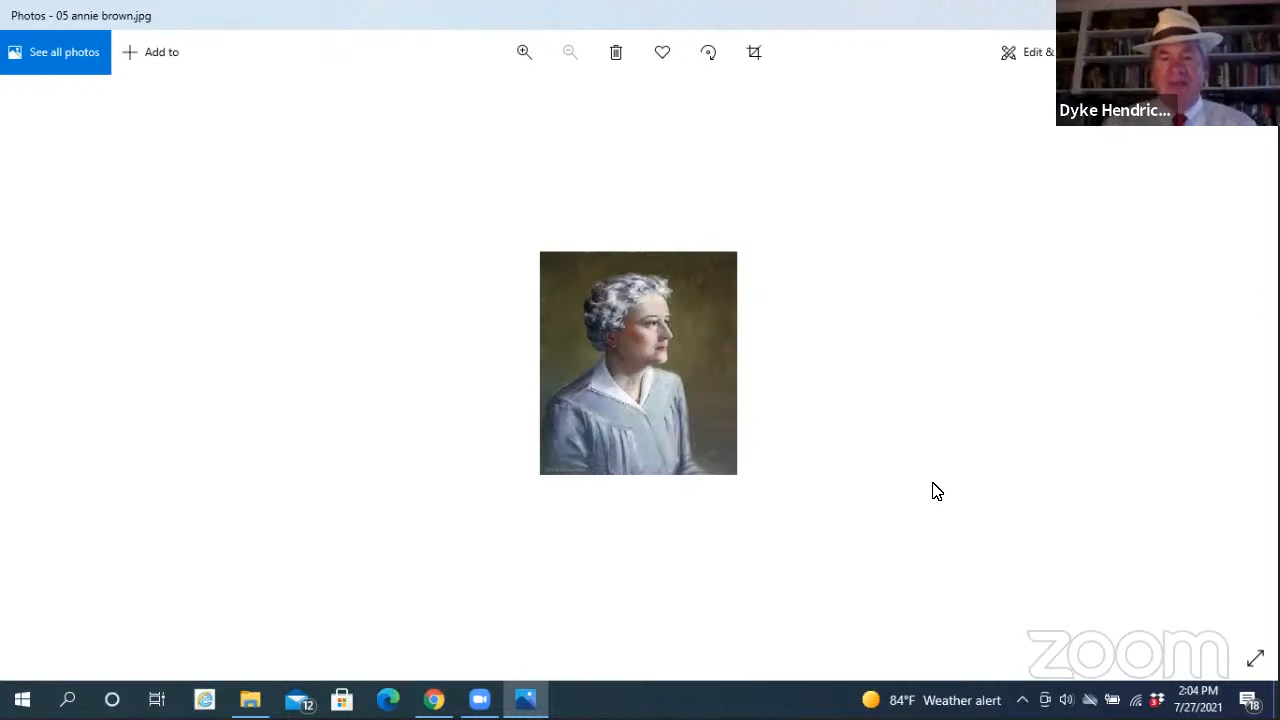 Photos - 05 annie brown.jpg
See all photos
Add to
Edit &
Dyke Hendric...
zoom
12
84°F Weather alert
3
2:04 PM
7/27/2021
18